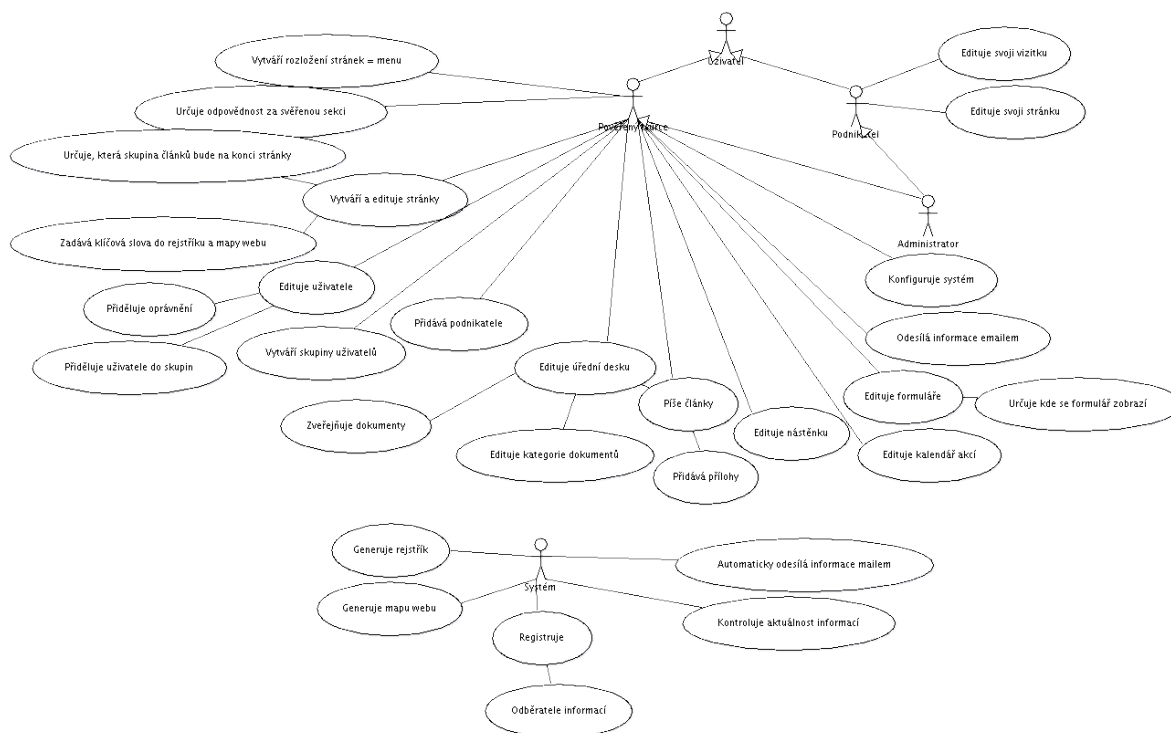 Uživatel
Vytváří rozložení stránek = menu
Edituje svoji vizitku
Určuje odpovědnost za svěřenou sekci
Edituje svoji stránku
Pověřený tvůrce
Podnikatel
Určuje, která skupina článků bude na konci stránky
Vytváří a edituje stránky
Zadává klíčová slova do rejstříku a mapy webu
Administrator
Edituje uživatele
Konfiguruje systém
Přiděluje oprávnění
Přidává podnikatele
Odesílá informace emailem
Vytváří skupiny uživatelů
Přiděluje uživatele do skupin
Edituje úřední desku
Edituje formuláře
Píše články
Určuje kde se formulář zobrazí
Zveřejňuje dokumenty
Edituje nástěnku
Edituje kategorie dokumentů
Edituje kalendář akcí
Přidává přílohy
Generuje rejstřík
Automaticky odesílá informace mailem
Systém
Generuje mapu webu
Kontroluje aktuálnost informací
Registruje
Odběratele informací